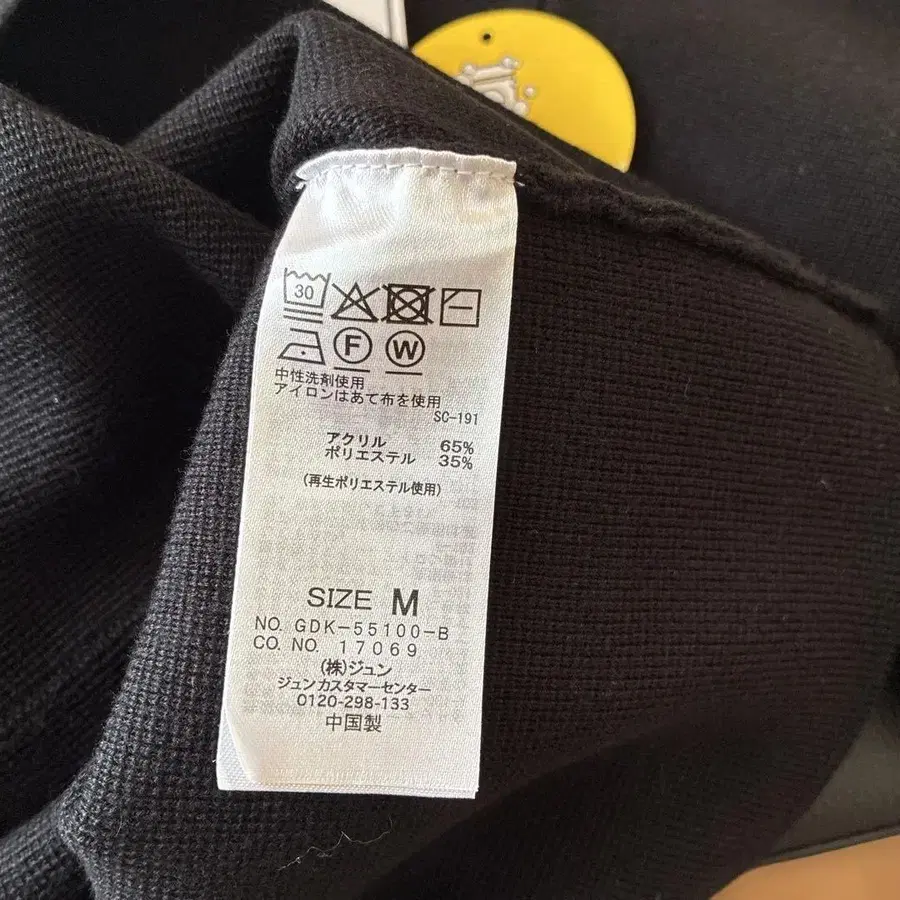 30
F W
中性洗剤使用
アイロンはあて布を使用
SC-191
アクリル 65%
ポリエステル 35%
(再生ポリエステル使用)
SIZE M
NO. GDK-55100-B
CO. NO. 17069
(株)ジュン
ジュンカスタマーセンター
0120-298-133
中国製